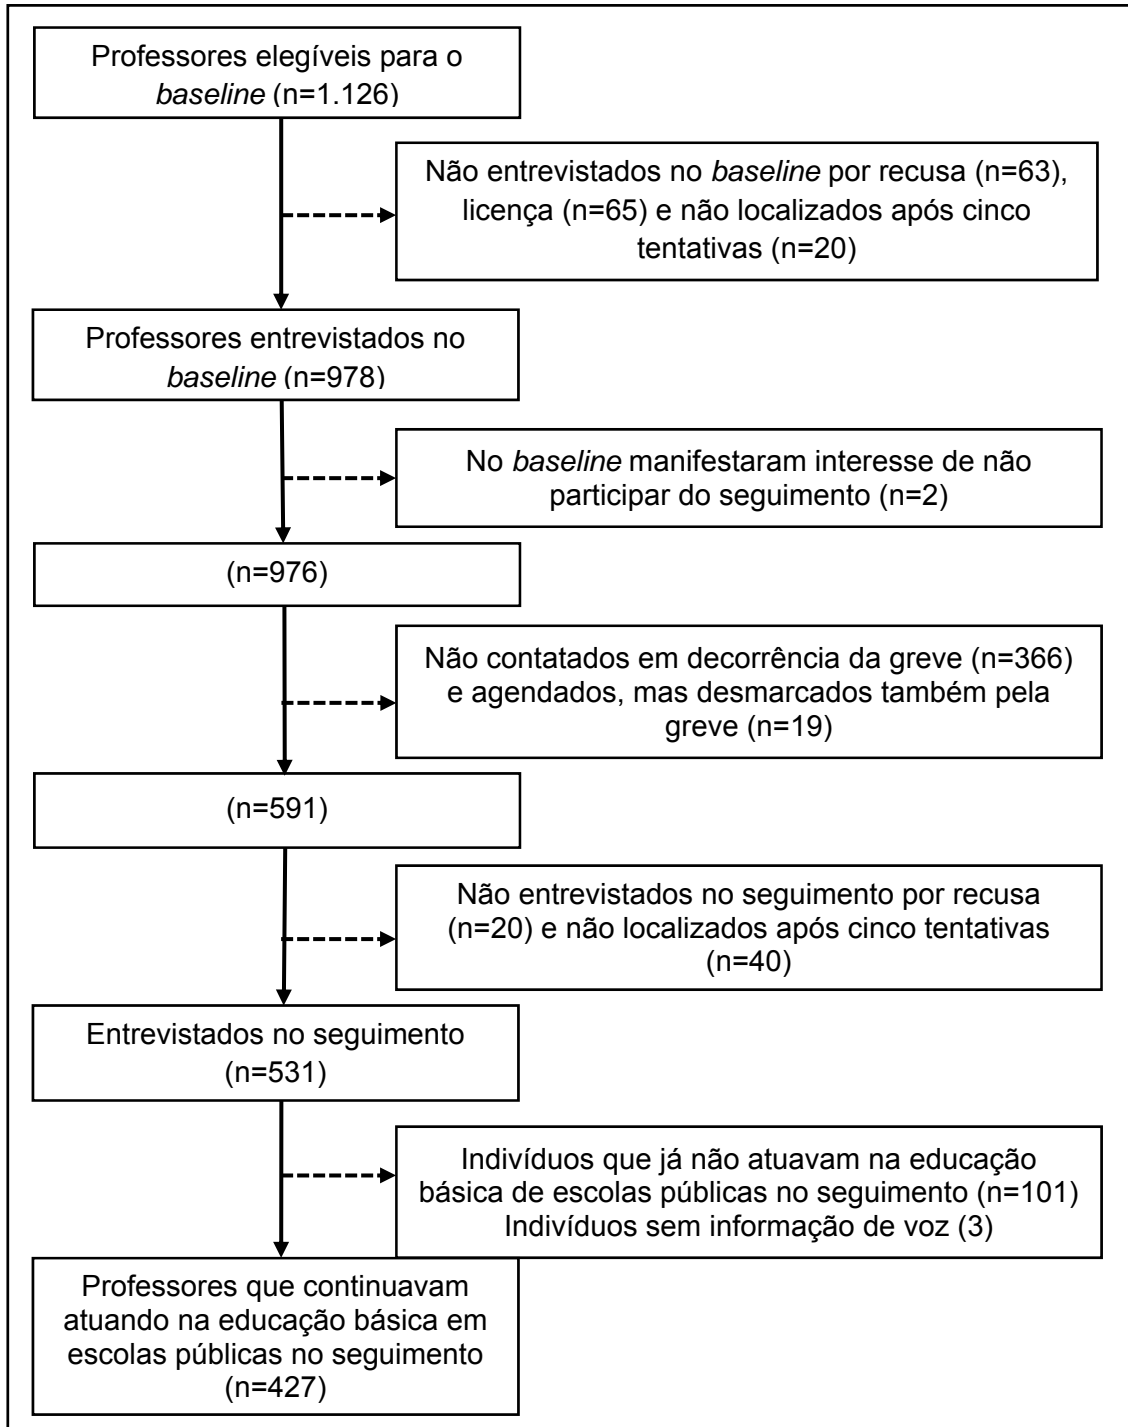 Professores elegíveis para o
baseline (n=1.126)
Não entrevistados no baseline por recusa (n=63),
licença (n=65) e não localizados após cinco
tentativas (n=20)
Professores entrevistados no
baseline (n=978)
No baseline manifestaram interesse de não
participar do seguimento (n=2)
(n=976)
Não contatados em decorrência da greve (n=366)
e agendados, mas desmarcados também pela
greve (n=19)
(n=591)
Não entrevistados no seguimento por recusa
(n=20) e não localizados após cinco tentativas
(n=40)
Entrevistados no seguimento
(n=531)
Indivíduos que já não atuavam na educação
básica de escolas públicas no seguimento (n=101)
Indivíduos sem informação de voz (3)
Professores que continuavam
atuando na educação básica em
escolas públicas no seguimento
(n=427)